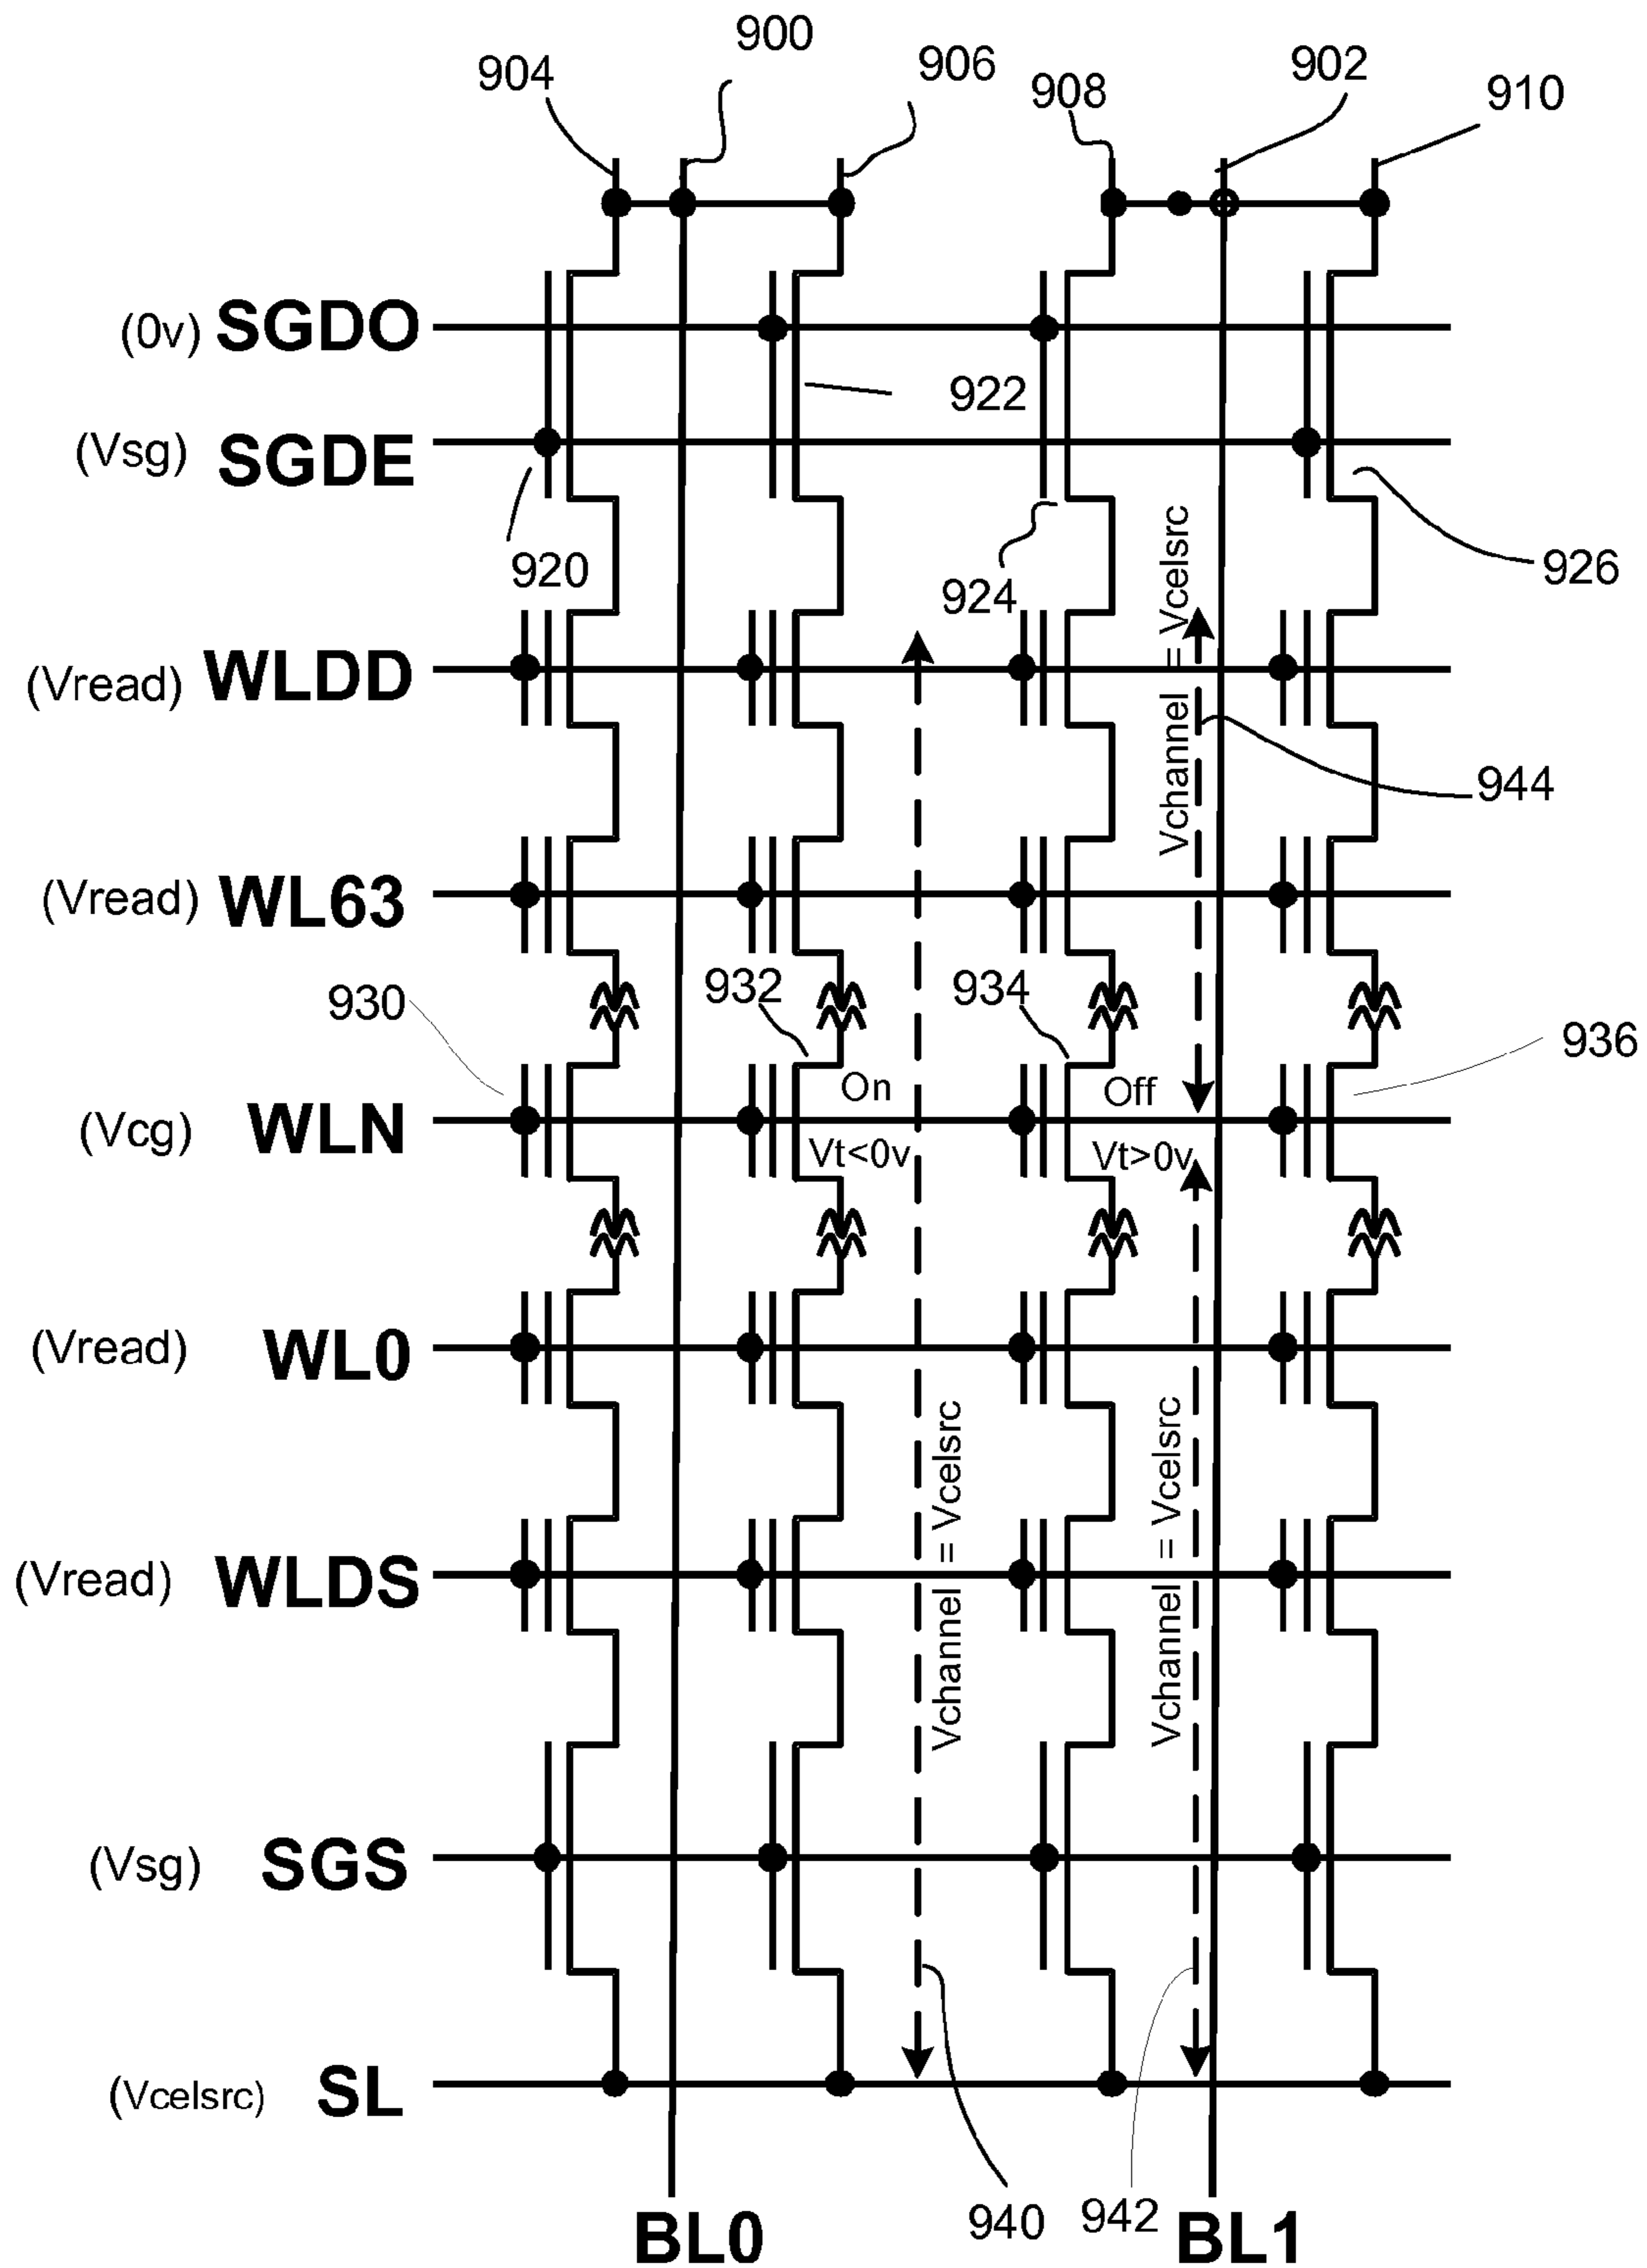 900
904
906
902
908
910
(0v) SGDO
922
(Vsg) SGDE
920
924
926
Vchannel = Vcelsrc
(Vread) WLDD
944
(Vread) WL63
932
934
930
936
On
Off
(Vcg) WLN
Vt<0v
Vt>0v
(Vread) WL0
Vchannel = Vcelsrc
Vchannel = Vcelsrc
(Vread) WLDS
(Vsg) SGS
(Vcelsrc) SL
940
942
BL0
BL1